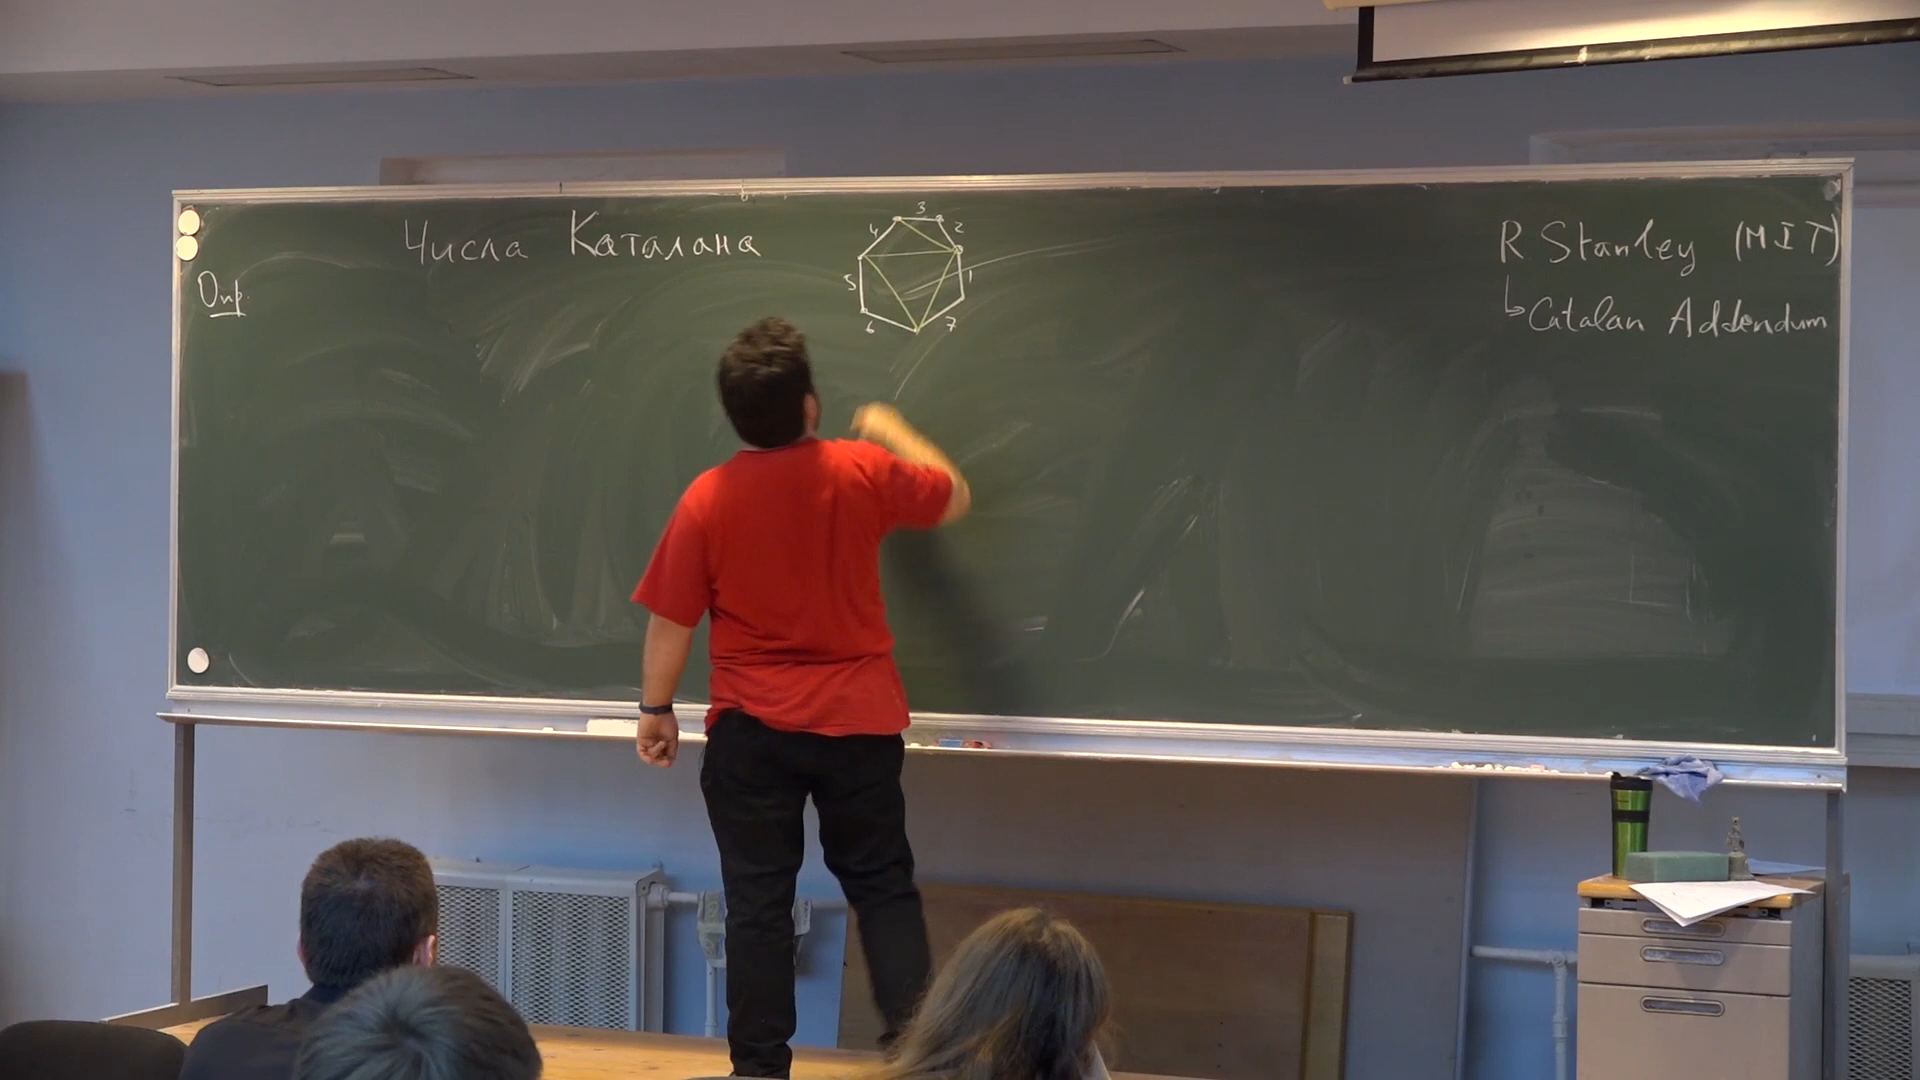 Числа Каталана
Опр.
3
4
2
5
1
6
7
R. Stanley (MIT)
↳ Catalan Addendum